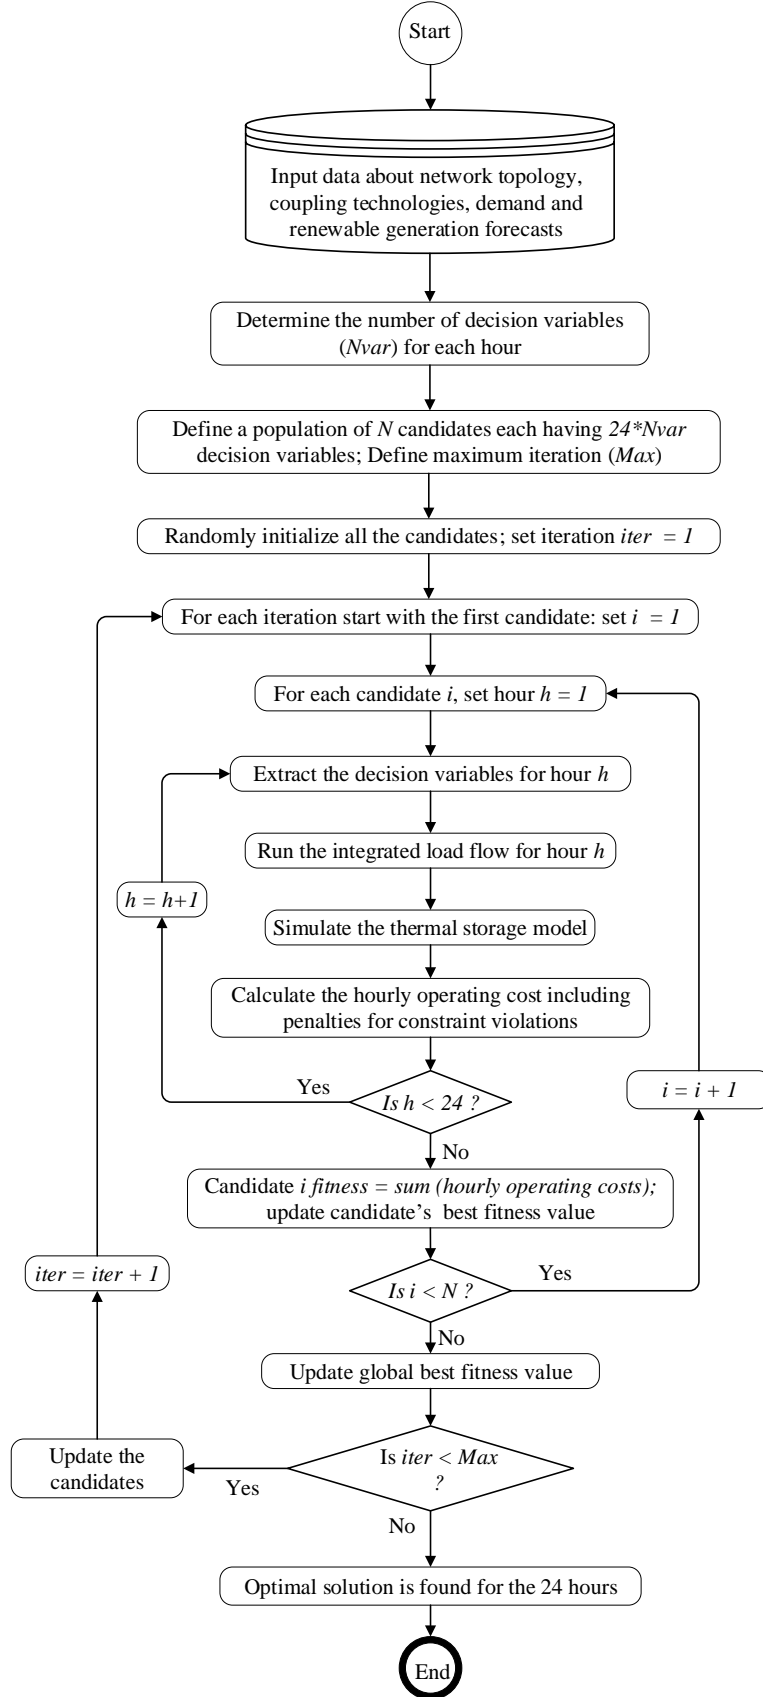 Start
Input data about network topology,
coupling technologies, demand and
renewable generation forecasts
Determine the number of decision variables
(Nvar) for each hour
Define a population of N candidates each having 24*Nvar
decision variables; Define maximum iteration (Max)
Randomly initialize all the candidates; set iteration iter = 1
For each iteration start with the first candidate: set i = 1
For each candidate i, set hour h = 1
Extract the decision variables for hour h
Run the integrated load flow for hour h
h = h+1
Simulate the thermal storage model
Calculate the hourly operating cost including
penalties for constraint violations
Yes
Is h < 24 ?
i = i + 1
No
Candidate i fitness = sum (hourly operating costs);
update candidate's best fitness value
iter = iter + 1
Is i < N ?
Yes
No
Update global best fitness value
Update the
candidates
Yes
Is iter < Max
?
No
Optimal solution is found for the 24 hours
End